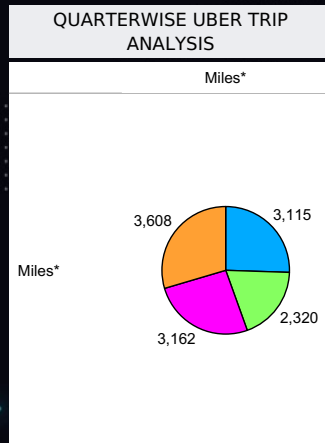 QUARTERWISE UBER TRIP
ANALYSIS
Miles*
3,608
3,115
Miles*
2,320
3,162